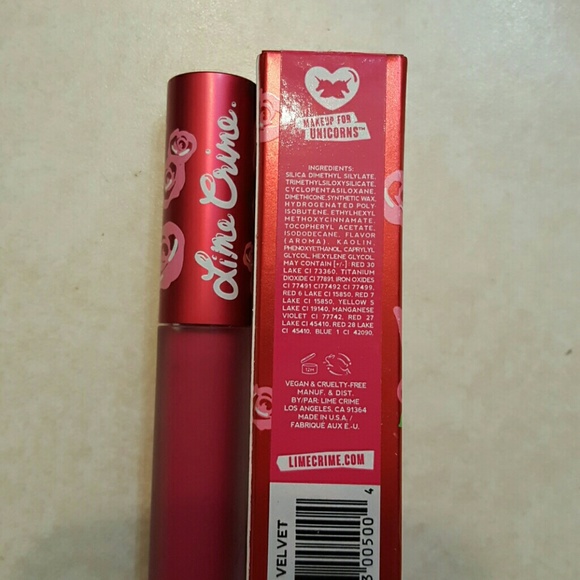 Lime Crime.
MAKEUP FOR
UNICORNS™
INGREDIENTS:
SILICA DIMETHYL SILYLATE,
TRIMETHYLSILOXYSILICATE,
CYCLOPENTASILOXANE,
DIMETHICONE, SYNTHETIC WAX,
HYDROGENATED POLY
ISOBUTENE, ETHYLHEXYL
METHOXYCINNAMATE,
TOCOPHERYL ACETATE,
ISODODECANE, FLAVOR
(AROMA), KAOLIN,
PHENOXYETHANOL, CAPRYLYL
GLYCOL, HEXYLENE GLYCOL.
MAY CONTAIN [+/-]: RED 30
LAKE CI 73360, TITANIUM
DIOXIDE CI 77891, IRON OXIDES
CI 77491 CI77492 CI 77499,
RED 6 LAKE CI 15850, RED 7
LAKE CI 15850, YELLOW 5
LAKE CI 19140, MANGANESE
VIOLET CI 77742, RED 27
LAKE CI 45410, RED 28 LAKE
CI 45410, BLUE 1 CI 42090.
12M
VEGAN & CRUELTY-FREE
MANUF. & DIST.
BY/PAR: LIME CRIME
LOS ANGELES, CA 91364
MADE IN U.S.A. /
FABRIQUE AUX É.-U.
LIMECRIME.COM
VELVET
3 00500 4